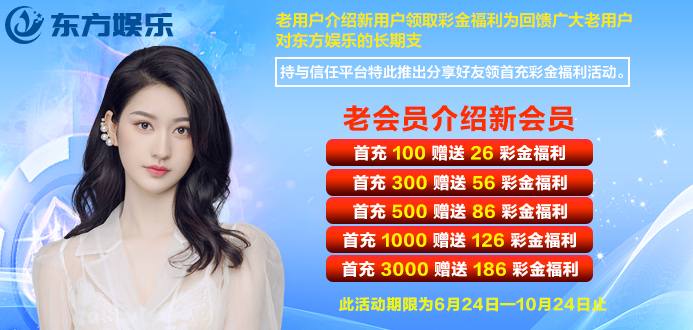 东方娱乐
老用户介绍新用户领取彩金福利为回馈广大老用户
对东方娱乐的长期支
持与信任平台特此推出分享好友领首充彩金福利活动。
老会员介绍新会员
首充 100 赠送 26 彩金福利
首充 300 赠送 56 彩金福利
首充 500 赠送 86 彩金福利
首充 1000 赠送 126 彩金福利
首充 3000 赠送 186 彩金福利
此活动期限为6月24日—10月24日止